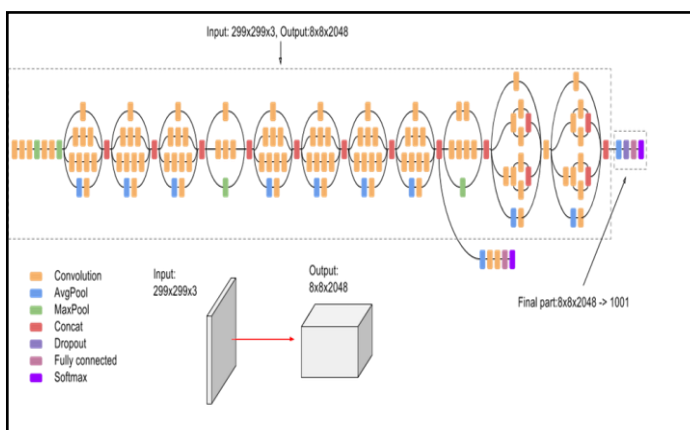 Input: 299x299x3, Output:8x8x2048
Convolution
AvgPool
MaxPool
Concat
Dropout
Fully connected
Softmax
Input:
299x299x3
Output:
8x8x2048
Final part:8x8x2048 -> 1001